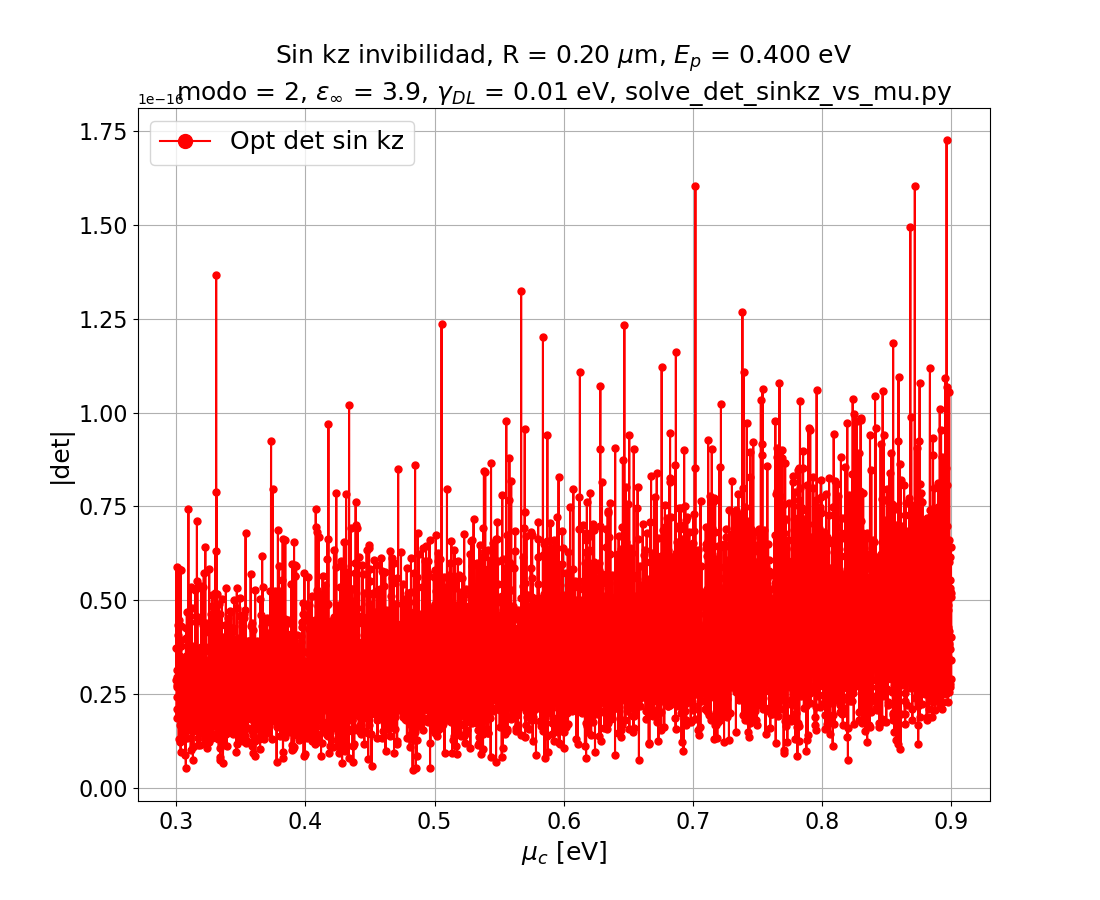 Sin kz invibilidad, R = 0.20 μm, $E_p$ = 0.400 eV
modo = 2, $ε_∞$ = 3.9, $γ_{DL}$ = 0.01 eV, solve_det_sinkz_vs_mu.py
1e−16
Opt det sin kz
1.75
1.50
1.25
1.00
0.75
0.50
0.25
0.00
|det|
0.3 0.4 0.5 0.6 0.7 0.8 0.9
$μ_c$ [eV]